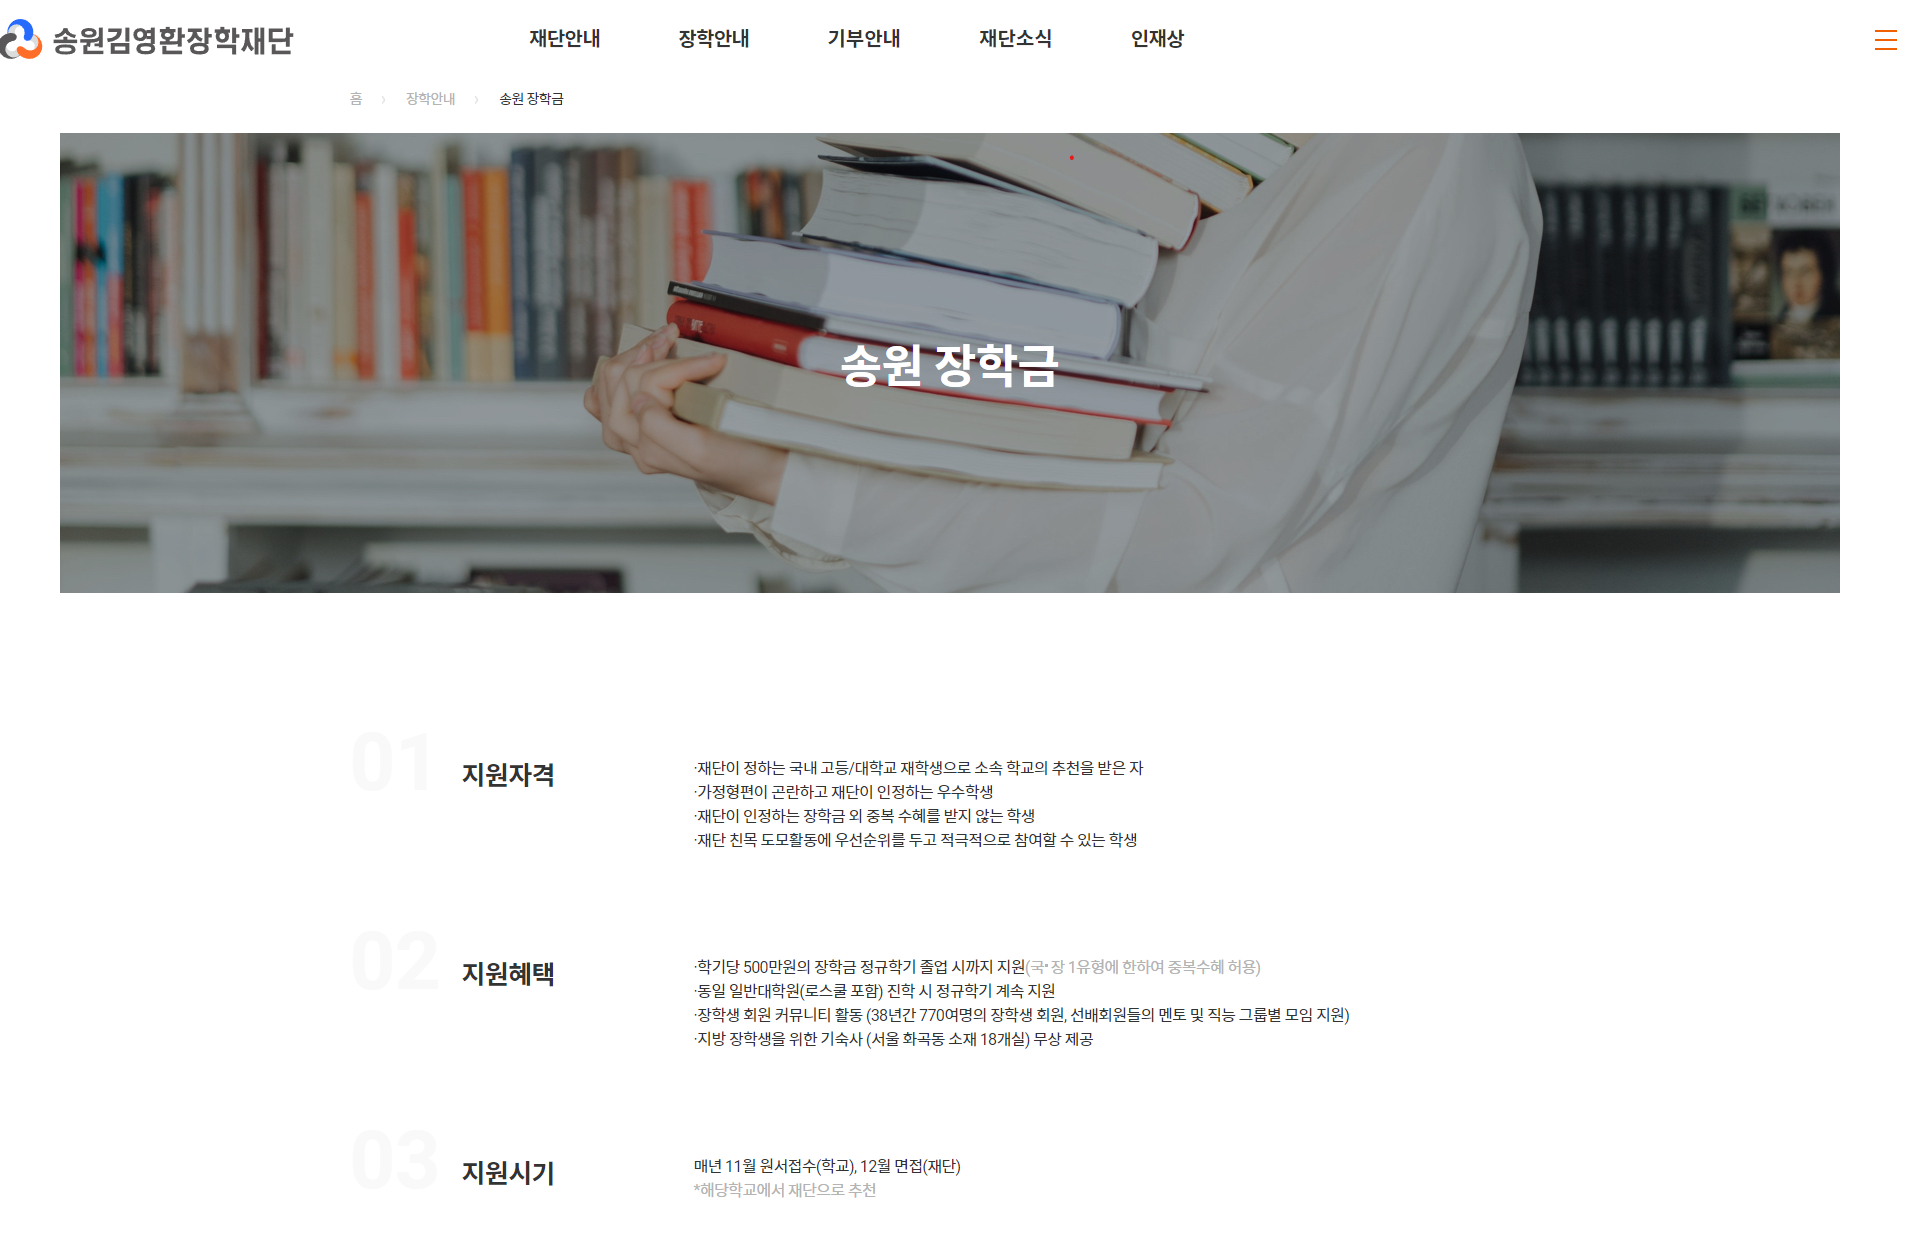 송원김영환장학재단
재단안내 장학안내 기부안내 재단소식 인재상
홈 > 장학안내 > 송원 장학금
송원 장학금
01 지원자격
·재단이 정하는 국내 고등/대학교 재학생으로 소속 학교의 추천을 받은 자
·가정형편이 곤란하고 재단이 인정하는 우수학생
·재단이 인정하는 장학금 외 중복 수혜를 받지 않는 학생
·재단 친목 도모활동에 우선순위를 두고 적극적으로 참여할 수 있는 학생
02 지원혜택
·학기당 500만원의 장학금 정규학기 졸업 시까지 지원(국·장 1유형에 한하여 중복수혜 허용)
·동일 일반대학원(로스쿨 포함) 진학 시 정규학기 계속 지원
·장학생 회원 커뮤니티 활동 (38년간 770여명의 장학생 회원, 선배회원들의 멘토 및 직능 그룹별 모임 지원)
·지방 장학생을 위한 기숙사 (서울 화곡동 소재 18개실) 무상 제공
03 지원시기
매년 11월 원서접수(학교), 12월 면접(재단)
*해당학교에서 재단으로 추천